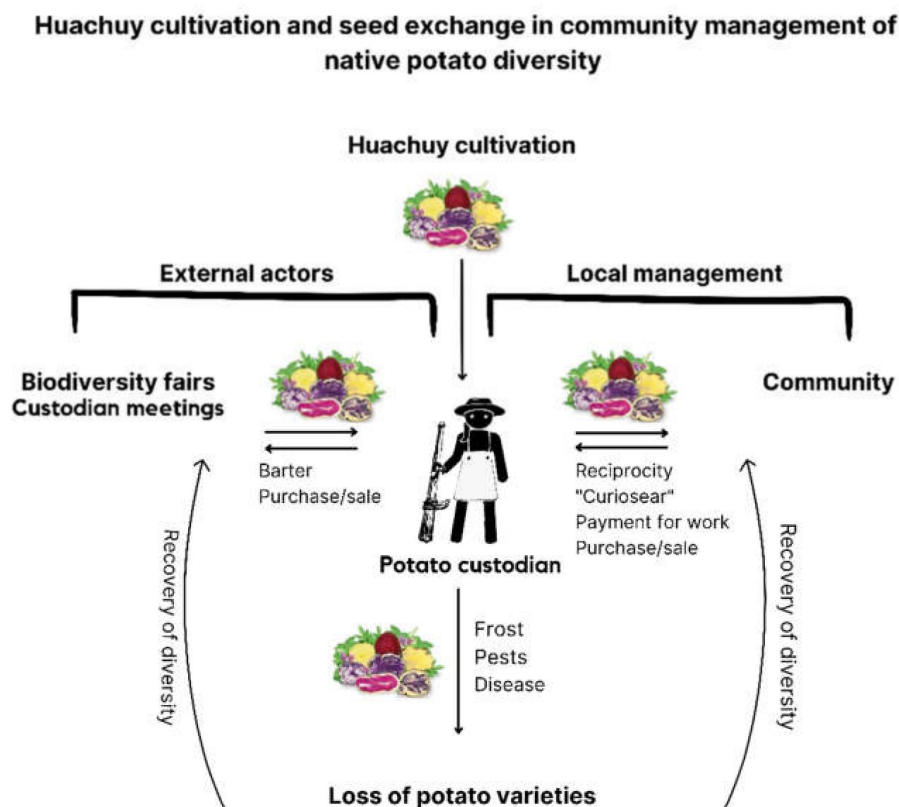 Huachuy cultivation and seed exchange in community management of
native potato diversity
Huachuy cultivation
External actors
Local management
Biodiversity fairs
Custodian meetings
Community
Barter
Purchase/sale
Reciprocity
"Curiosear"
Payment for work
Purchase/sale
Potato custodian
Recovery of diversity
Recovery of diversity
Frost
Pests
Disease
Loss of potato varieties